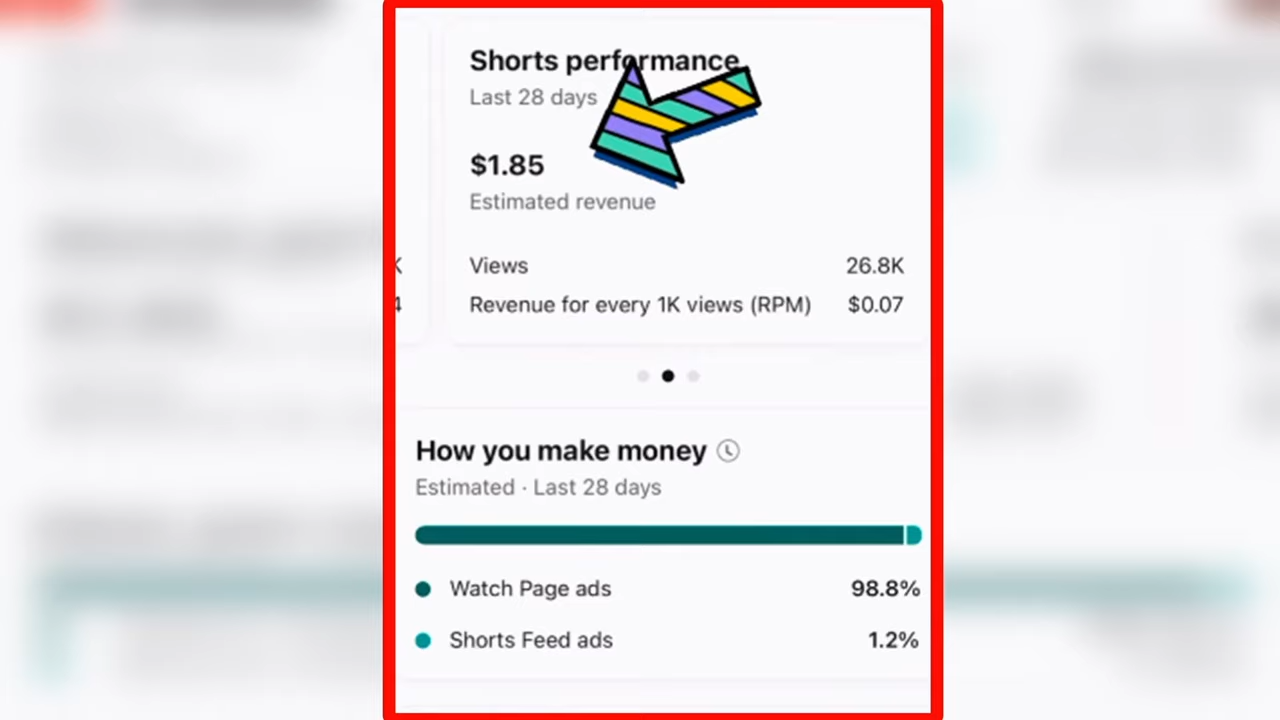 Shorts performance
Last 28 days
$1.85
Estimated revenue
K
Views 26.8K
4
Revenue for every 1K views (RPM) $0.07
How you make money
Estimated · Last 28 days
Watch Page ads 98.8%
Shorts Feed ads 1.2%